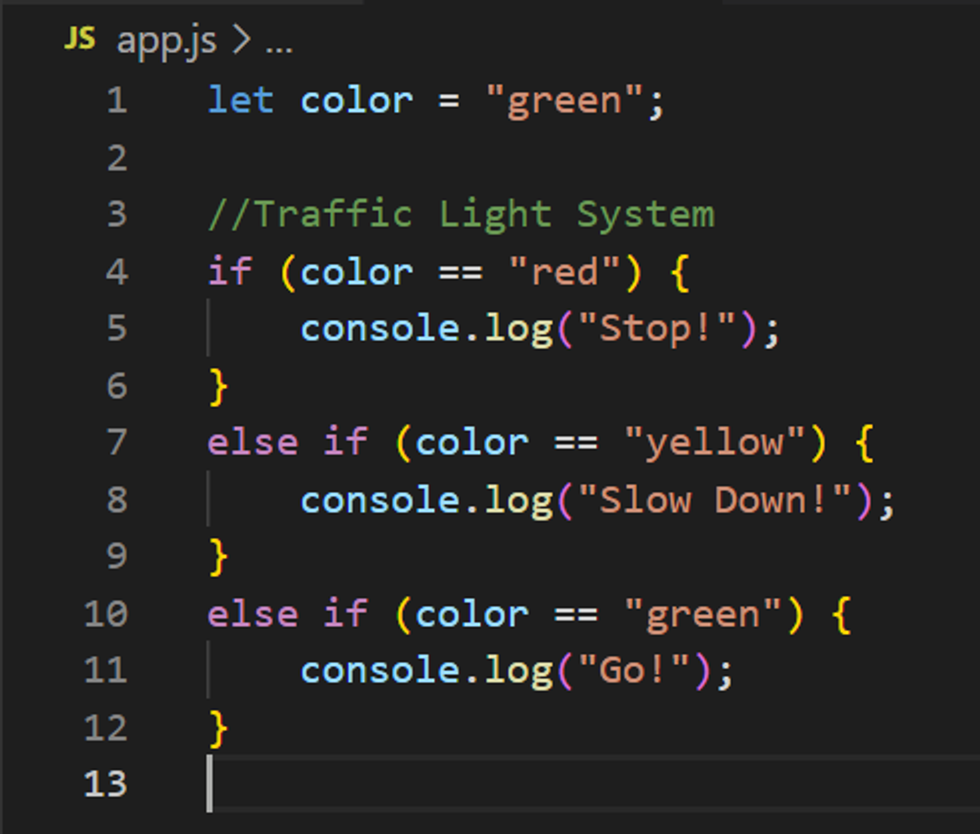 JS app.js > ...
1 let color = "green";
2
3 //Traffic Light System
4 if (color == "red") {
5     console.log("Stop!");
6 }
7 else if (color == "yellow") {
8     console.log("Slow Down!");
9 }
10 else if (color == "green") {
11     console.log("Go!");
12 }
13